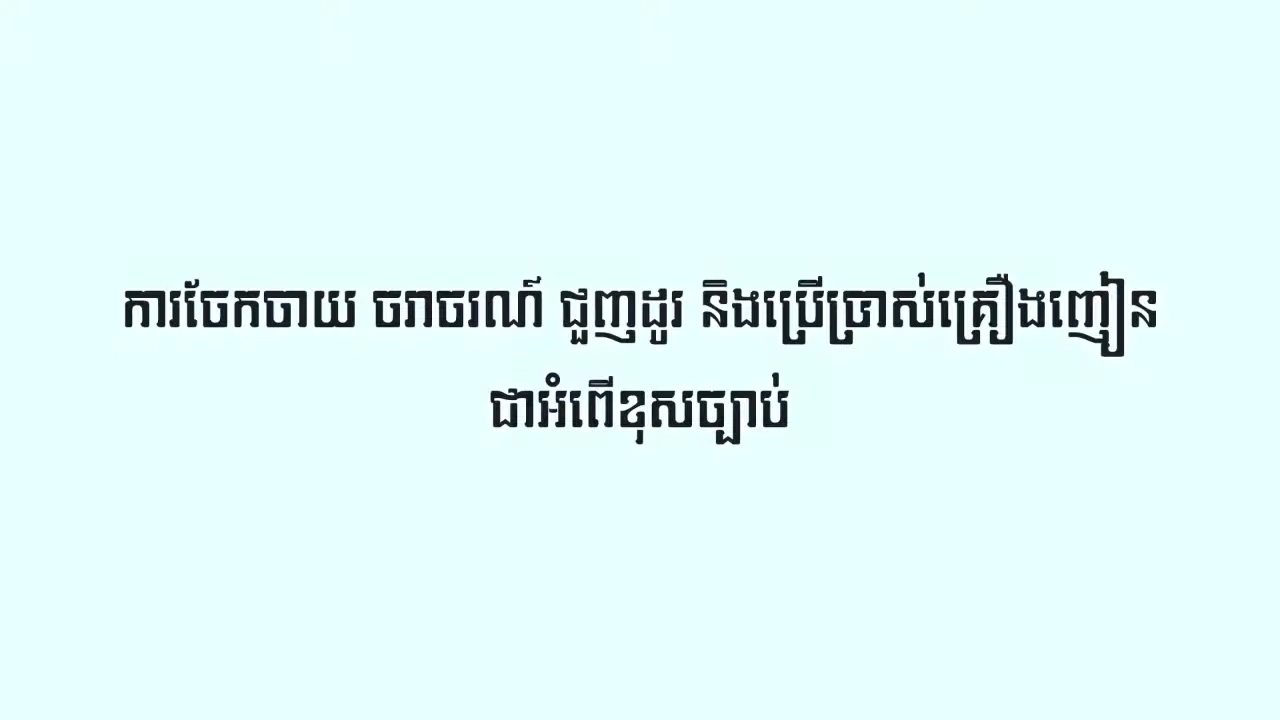 ការចែកចាយ ចរាចរណ៍ ជួញដូរ និងប្រើប្រាស់គ្រឿងញៀន
ជាអំពើខុសច្បាប់